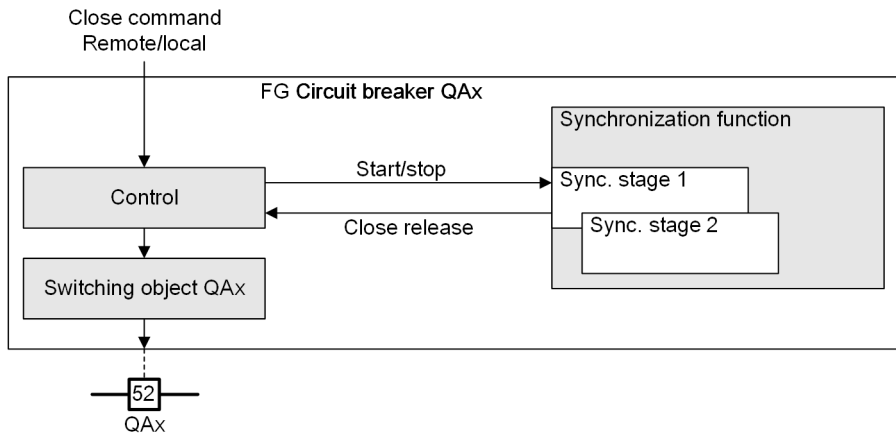 Close command
Remote/local
FG Circuit breaker QAx
Synchronization function
Start/stop
Sync. stage 1
Control
Close release
Sync. stage 2
Switching object QAx
52
QAx